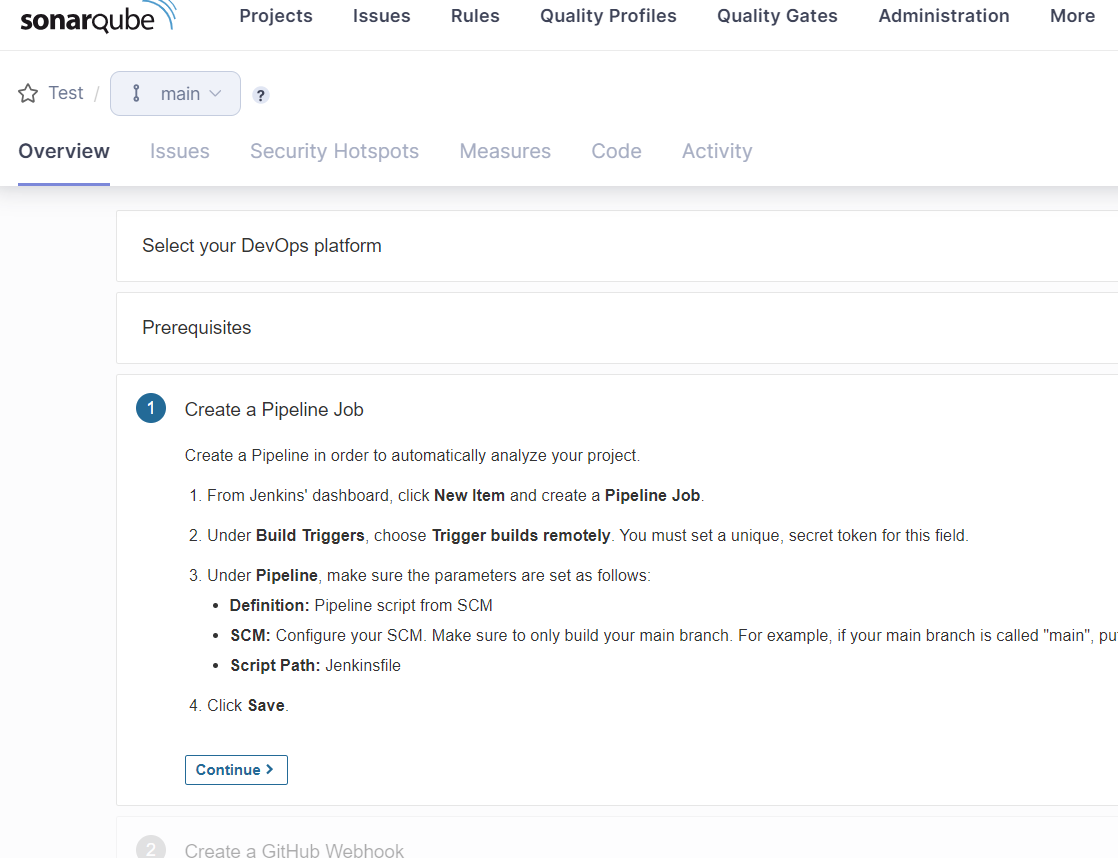 sonarqube Projects Issues Rules Quality Profiles Quality Gates Administration More
Test / main ?
Overview Issues Security Hotspots Measures Code Activity
Select your DevOps platform
Prerequisites
1 Create a Pipeline Job
Create a Pipeline in order to automatically analyze your project.
1. From Jenkins' dashboard, click New Item and create a Pipeline Job.
2. Under Build Triggers, choose Trigger builds remotely. You must set a unique, secret token for this field.
3. Under Pipeline, make sure the parameters are set as follows:
• Definition: Pipeline script from SCM
• SCM: Configure your SCM. Make sure to only build your main branch. For example, if your main branch is called "main", pu
• Script Path: Jenkinsfile
4. Click Save.
Continue
2 Create a GitHub Webhook